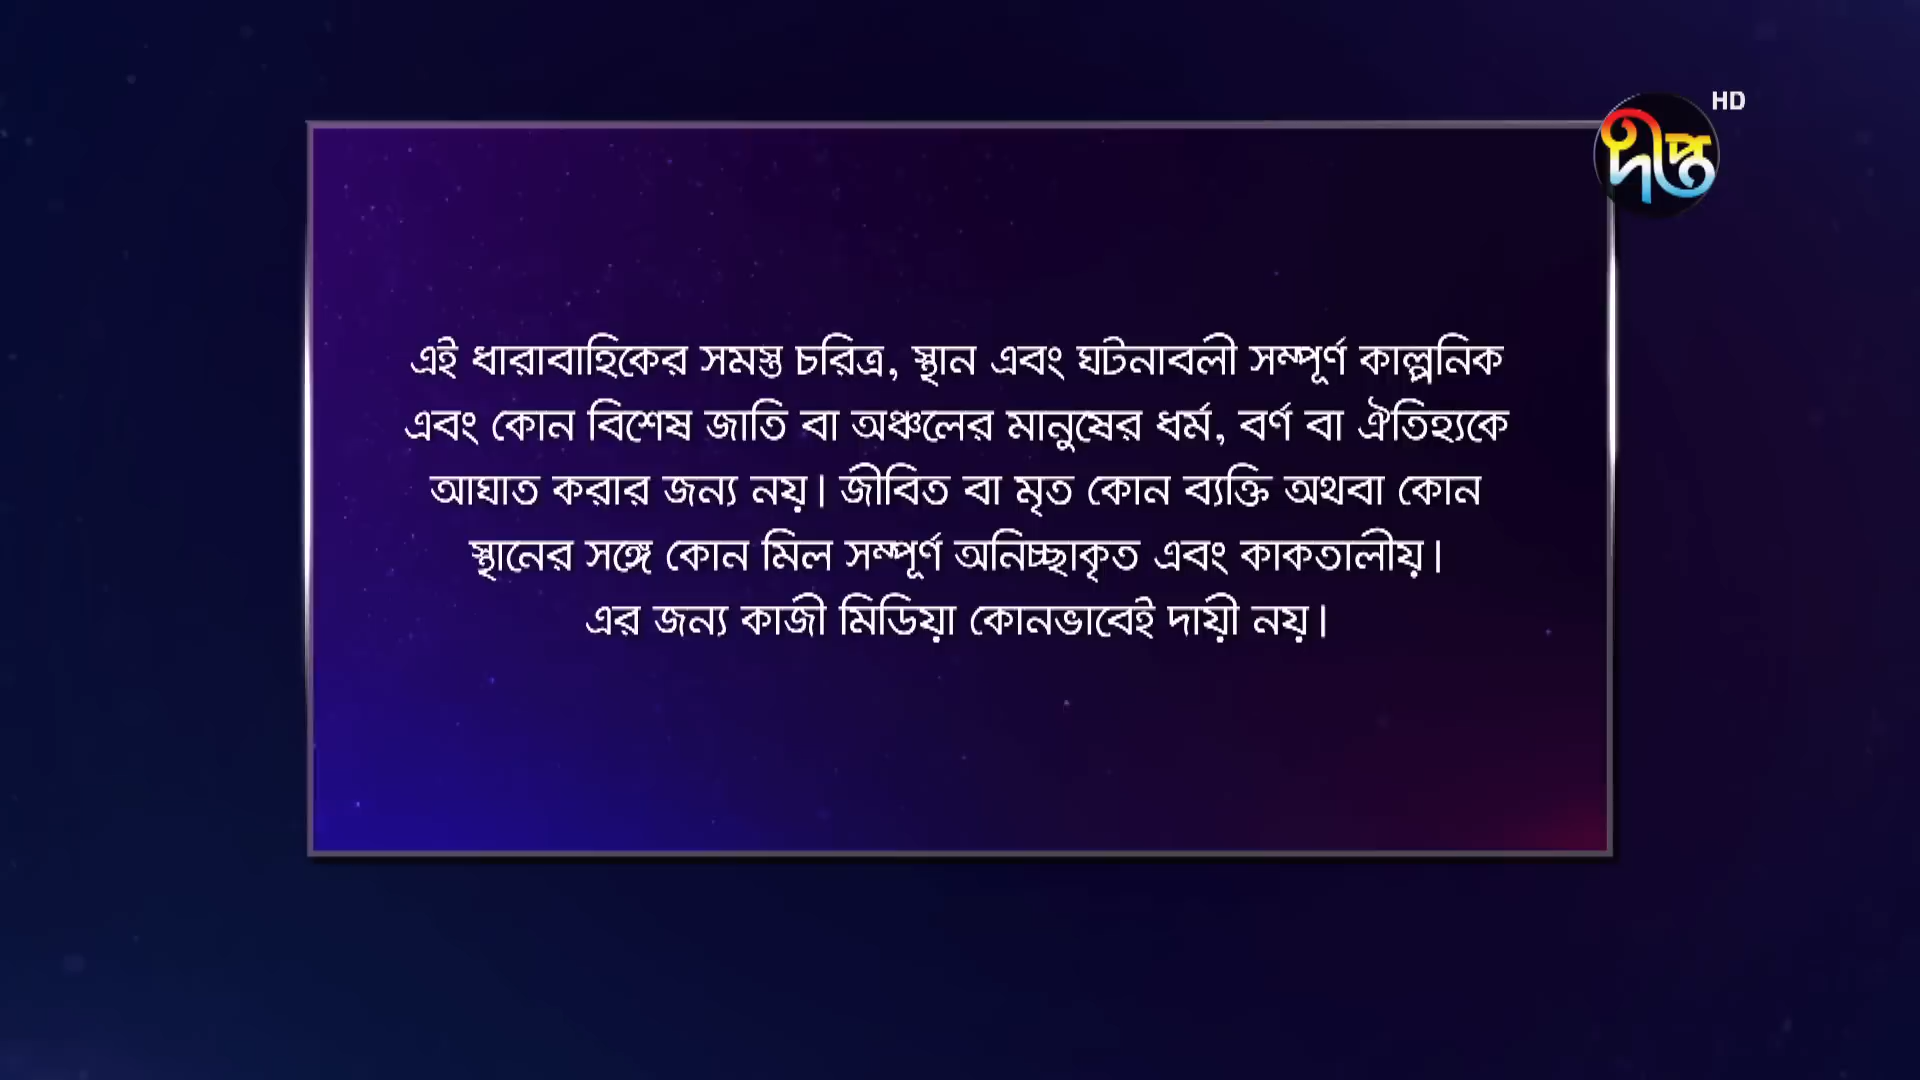 HD
দীপ্ত
এই ধারাবাহিকের সমস্ত চরিত্র, স্থান এবং ঘটনাবলী সম্পূর্ণ কাল্পনিক
এবং কোন বিশেষ জাতি বা অঞ্চলের মানুষের ধর্ম, বর্ণ বা ঐতিহ্যকে
আঘাত করার জন্য নয়। জীবিত বা মৃত কোন ব্যক্তি অথবা কোন
স্থানের সঙ্গে কোন মিল সম্পূর্ণ অনিচ্ছাকৃত এবং কাকতালীয়।
এর জন্য কাজী মিডিয়া কোনভাবেই দায়ী নয়।